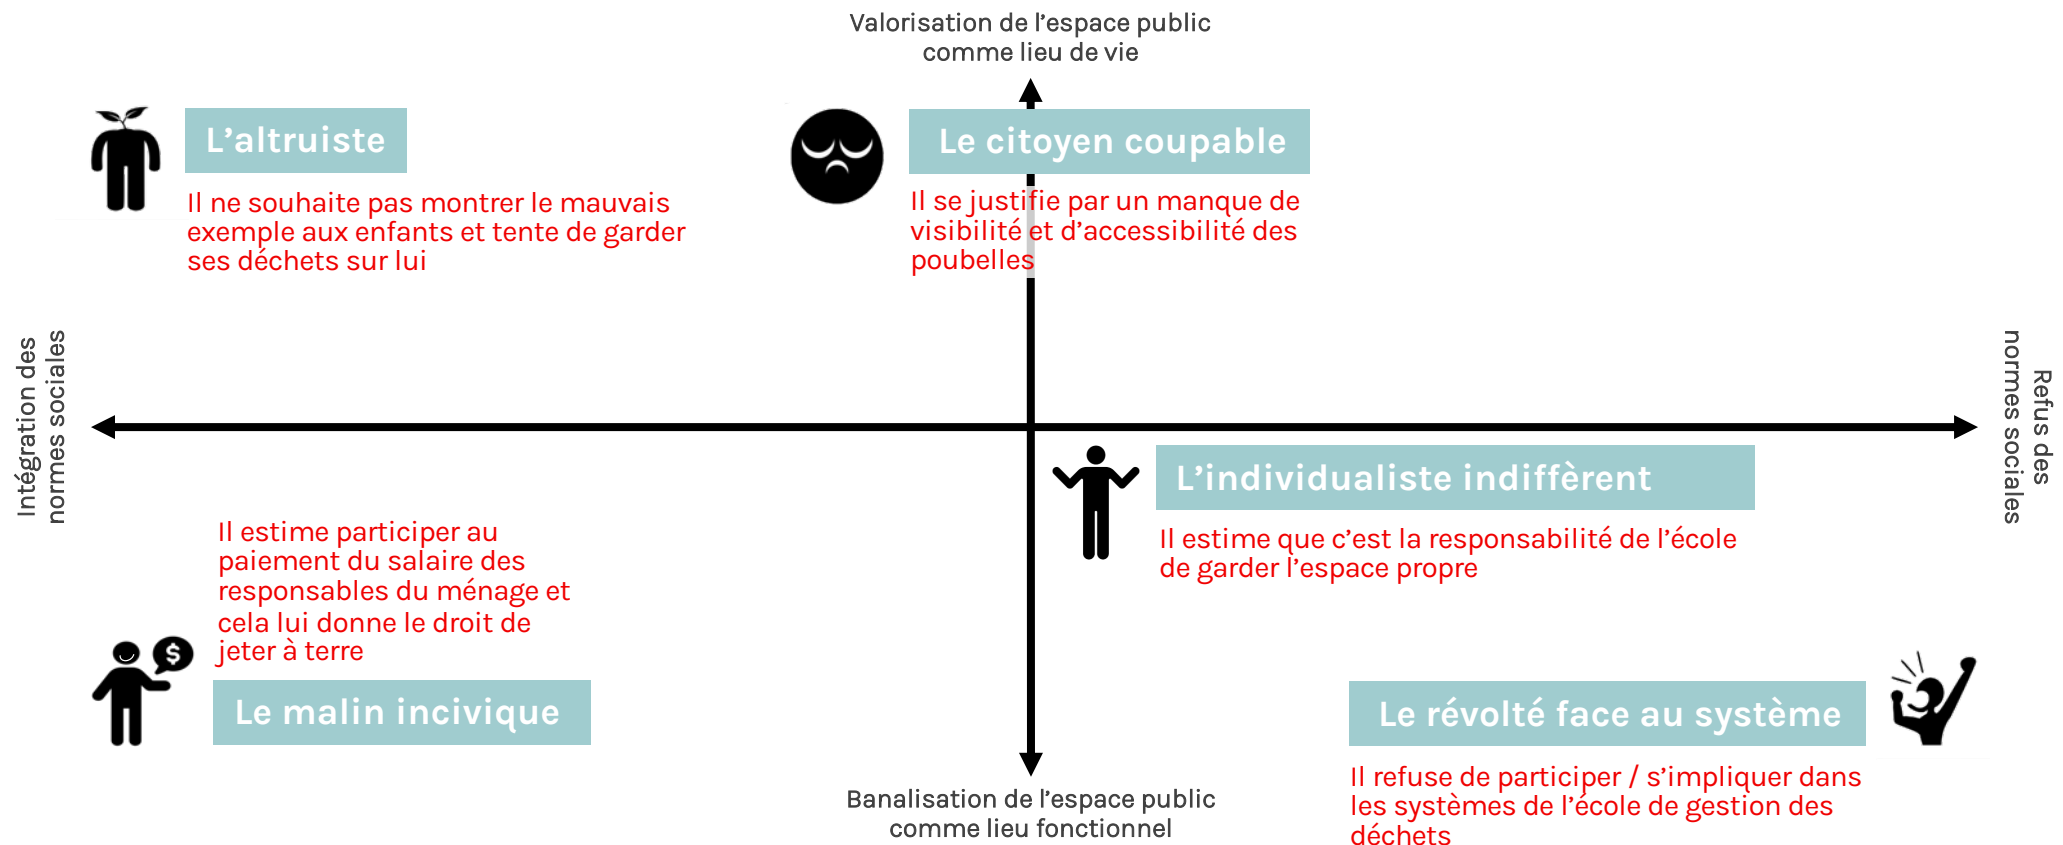 Valorisation de l’espace public
comme lieu de vie
L’altruiste
Il ne souhaite pas montrer le mauvais
exemple aux enfants et tente de garder
ses déchets sur lui
Le citoyen coupable
Il se justifie par un manque de
visibilité et d’accessibilité des
poubelles
Intégration des
normes sociales
Refus des
normes sociales
L’individualiste indiffèrent
Il estime que c’est la responsabilité de l’école
de garder l’espace propre
Il estime participer au
paiement du salaire des
responsables du ménage et
cela lui donne le droit de
jeter à terre
$
Le malin incivique
Le révolté face au système
Il refuse de participer / s’impliquer dans
les systèmes de l’école de gestion des
déchets
Banalisation de l’espace public
comme lieu fonctionnel